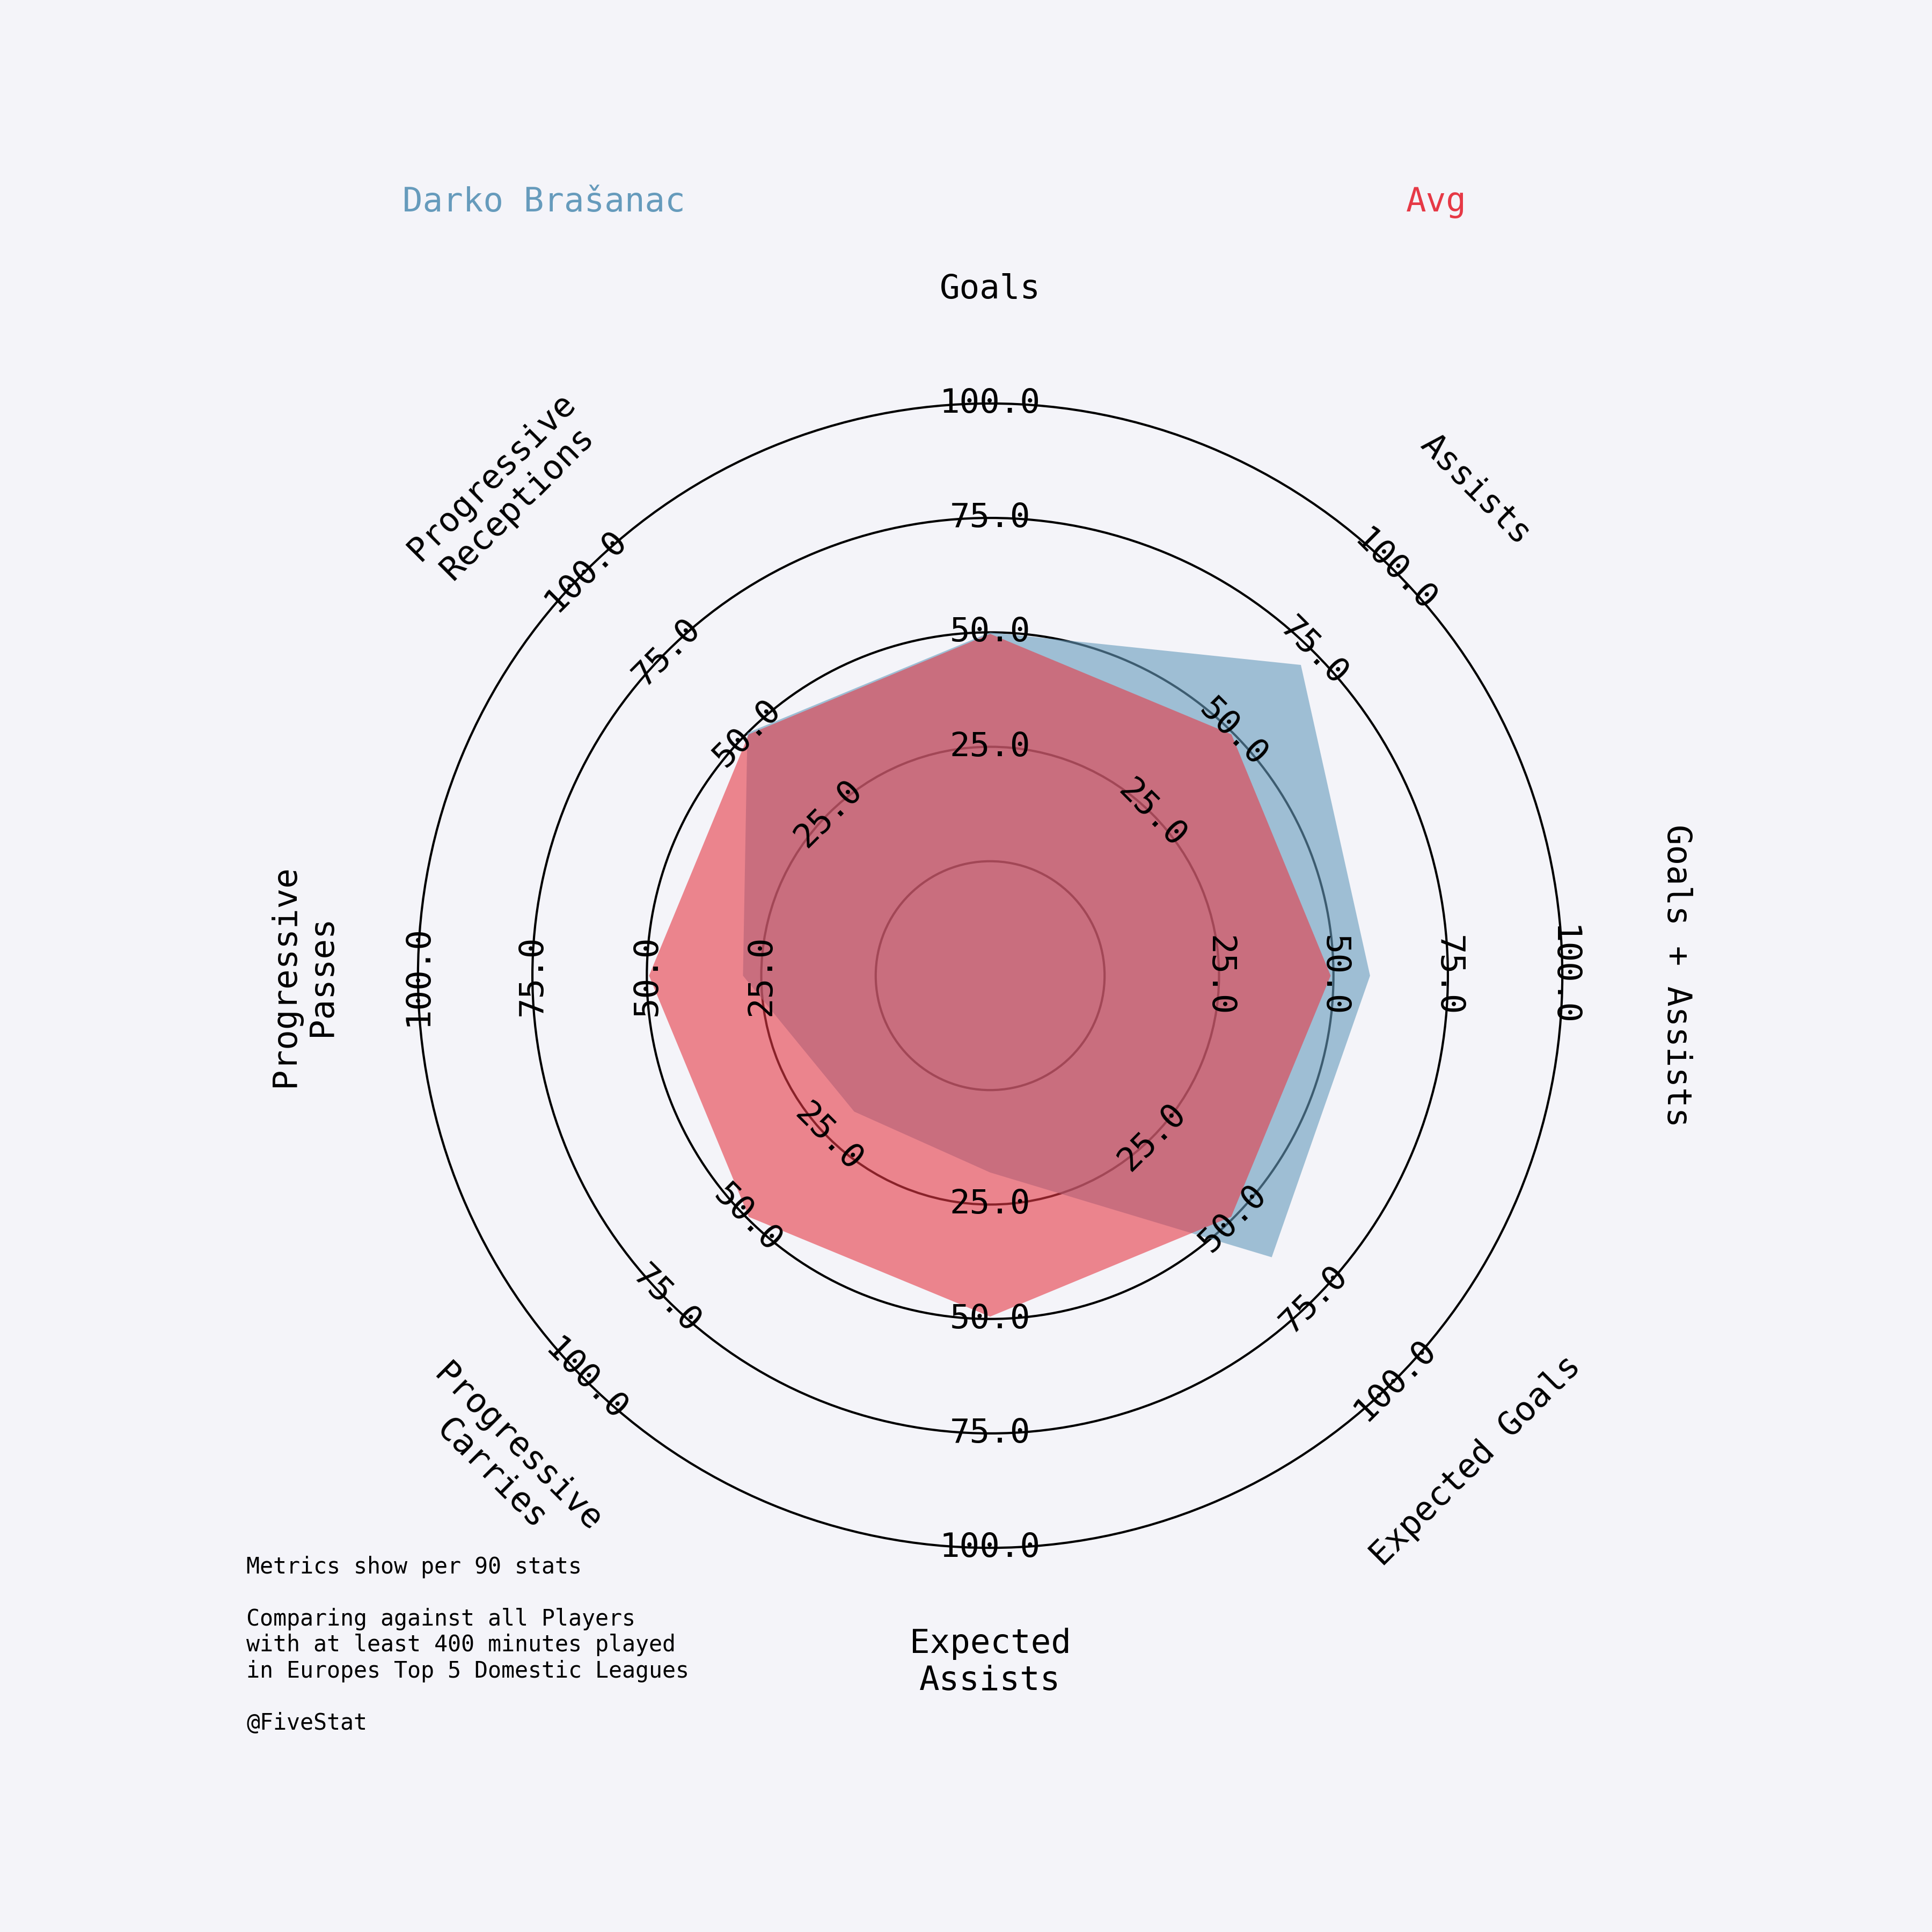 Darko Brašanac
Avg
Goals
Assists
Goals + Assists
Expected Goals
Expected
Assists
Progressive
Carries
Progressive
Passes
Progressive
Receptions
25.0
50.0
75.0
100.0
25.0
50.0
75.0
100.0
25.0
50.0
75.0
100.0
25.0
50.0
75.0
100.0
25.0
50.0
75.0
100.0
25.0
50.0
75.0
100.0
25.0
50.0
75.0
100.0
25.0
50.0
75.0
100.0
Metrics show per 90 stats
Comparing against all Players
with at least 400 minutes played
in Europes Top 5 Domestic Leagues
@FiveStat